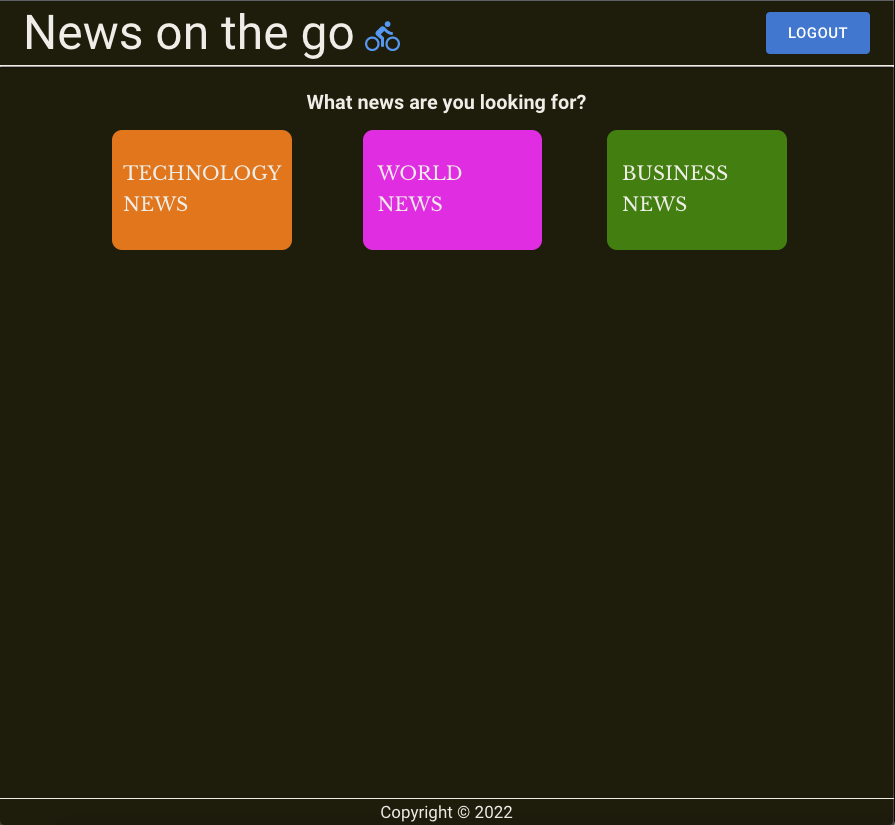 News on the go
LOGOUT
What news are you looking for?
TECHNOLOGY
NEWS
WORLD
NEWS
BUSINESS
NEWS
Copyright © 2022